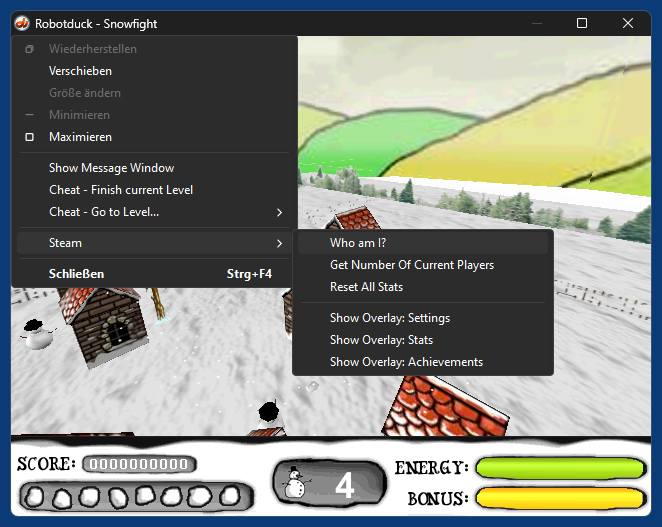 Robotduck - Snowfight
Wiederherstellen
Verschieben
Größe ändern
Minimieren
Maximieren
Show Message Window
Cheat - Finish current Level
Cheat - Go to Level...
Steam
Schließen Strg+F4
Who am I?
Get Number Of Current Players
Reset All Stats
Show Overlay: Settings
Show Overlay: Stats
Show Overlay: Achievements
SCORE: 0000000000
4
ENERGY:
BONUS: